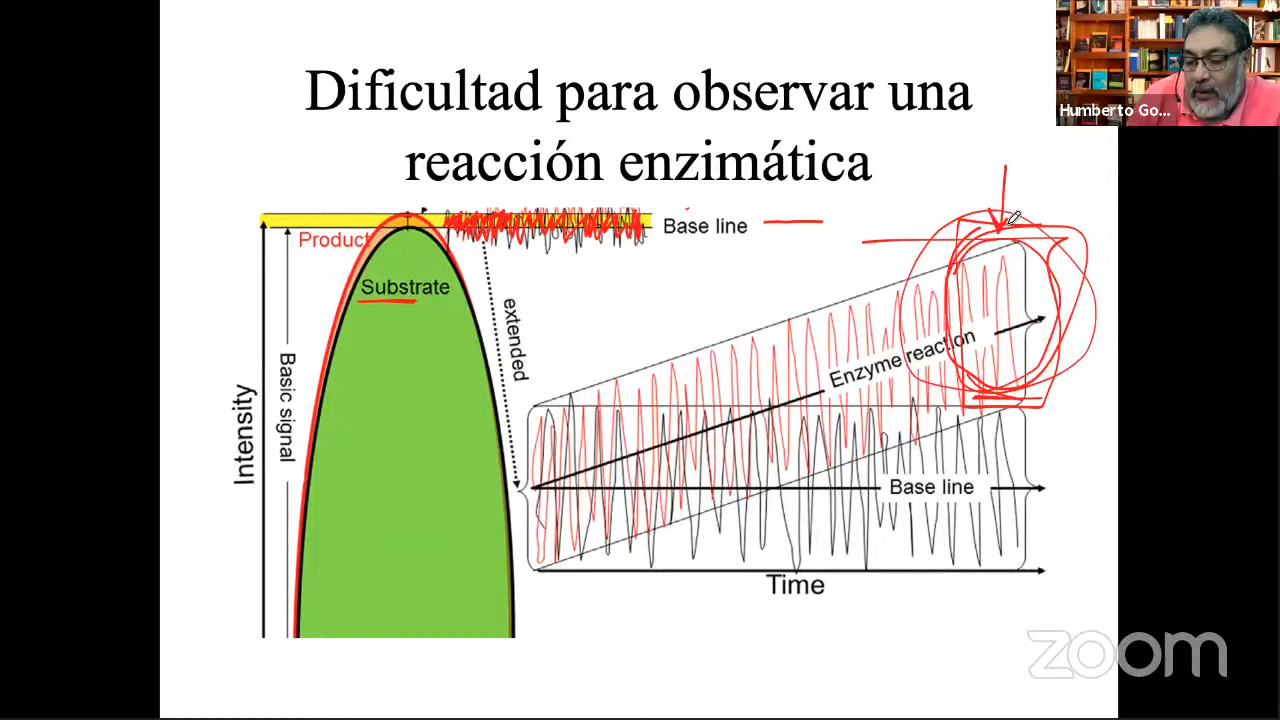 Dificultad para observar una
reacción enzimática
Humberto Go...
Base line
Product
Substrate
extended
Basic signal
Intensity
Enzyme reaction
Base line
Time
zoom